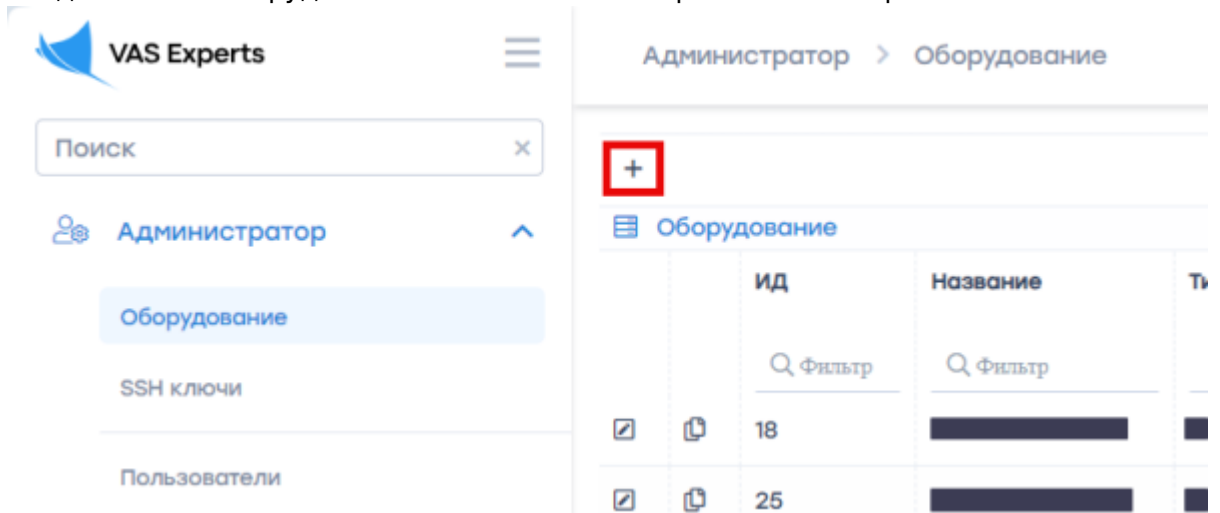 VAS Experts
Администратор > Оборудование
Поиск
Администратор
Оборудование
SSH ключи
Пользователи
+
Оборудование
ИД Название
Фильтр Фильтр
18
25